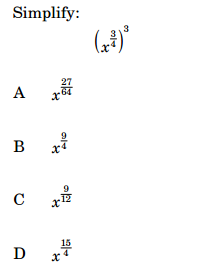 Simplify:
(x^{3/4})^3
A x^{27/64}
B x^{9/4}
C x^{9/12}
D x^{15/4}